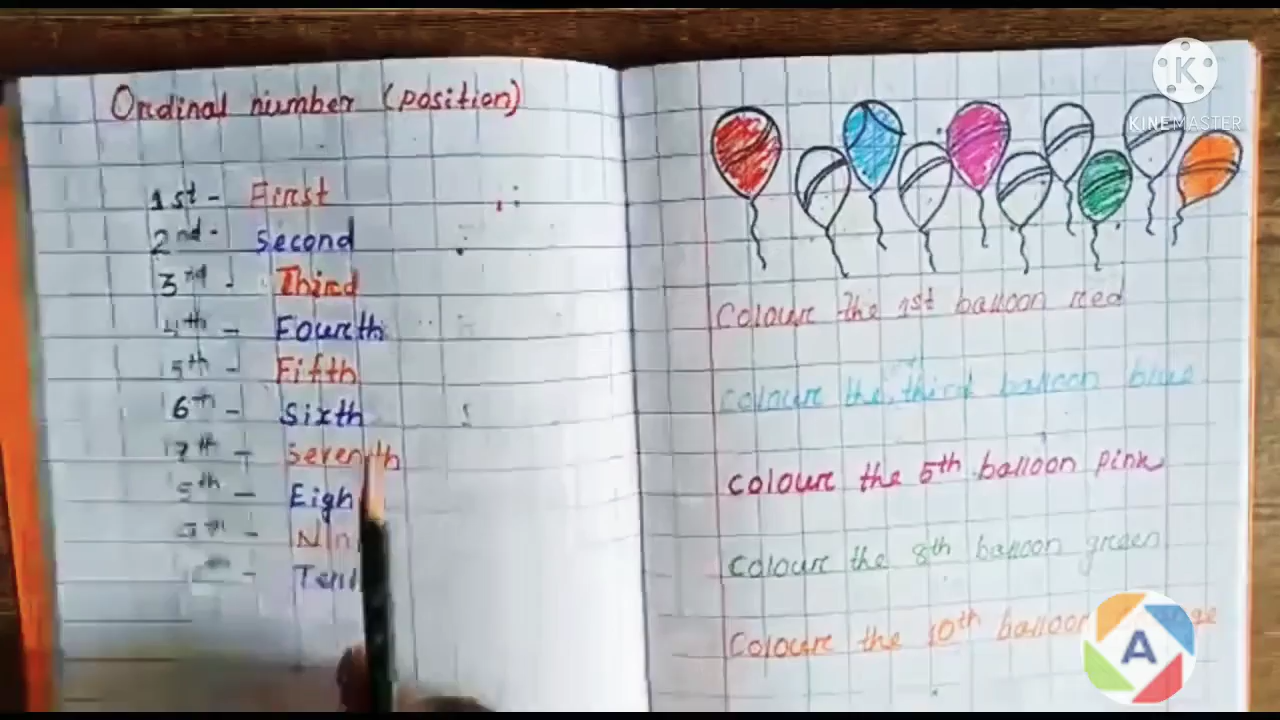 Ordinal number (position)
1st - First
2nd - Second
3rd - Third
4th - Fourth
5th - Fifth
6th - Sixth
7th - Seventh
Eigh
Nin
Ten
KINEMASTER
Colour the 1st balloon red
colour the third balloon blue
colour the 5th balloon pink
colour the 8th balloon green
Colour the 10th balloon
A